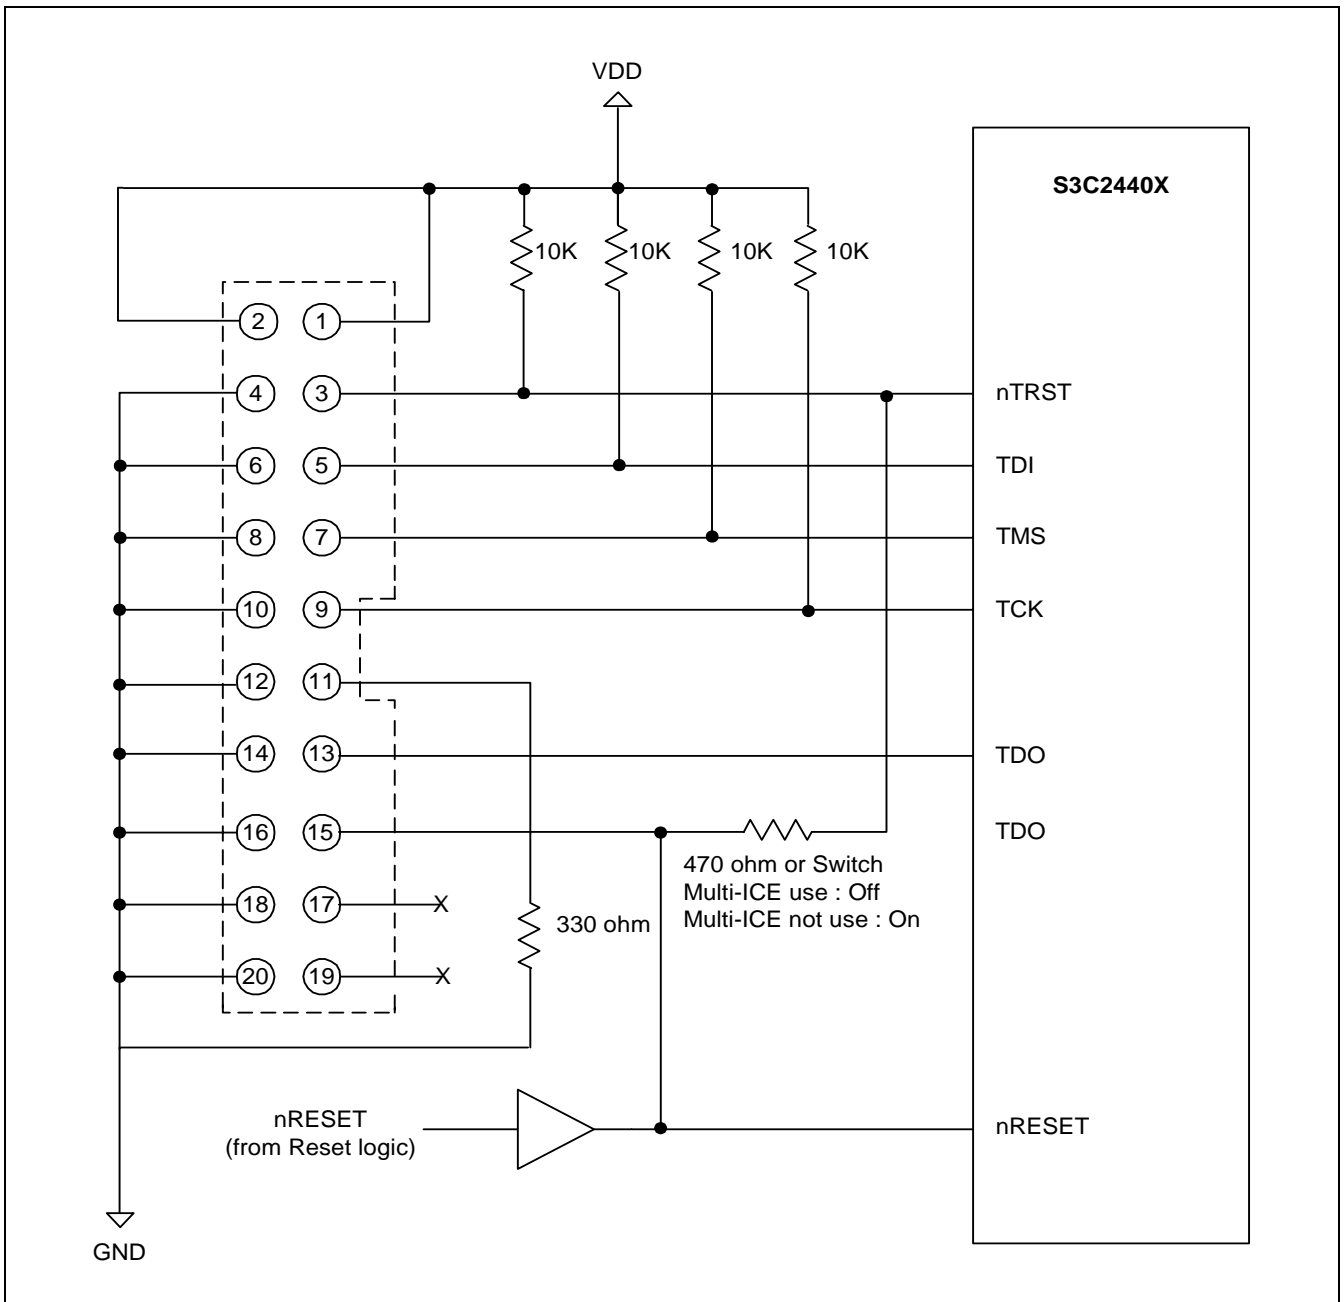 VDD
S3C2440X
10K
10K
10K
10K
2
1
4
3
nTRST
6
5
TDI
8
7
TMS
10
9
TCK
12
11
14
13
TDO
16
15
TDO
470 ohm or Switch
Multi-ICE use : Off
Multi-ICE not use : On
18
17
X
330 ohm
20
19
X
nRESET
(from Reset logic)
nRESET
GND